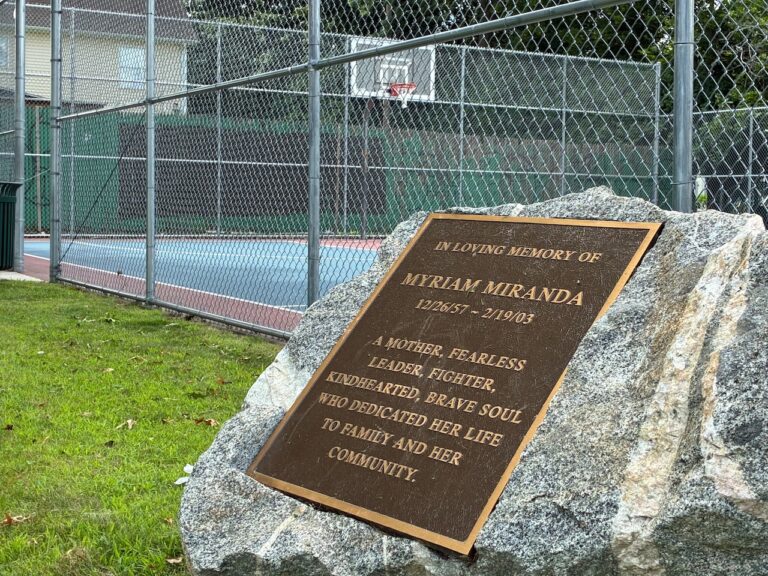 IN LOVING MEMORY OF
MYRIAM MIRANDA
12/26/57 ~ 2/19/03
A MOTHER, FEARLESS
LEADER, FIGHTER,
KINDHEARTED, BRAVE SOUL
WHO DEDICATED HER LIFE
TO FAMILY AND HER
COMMUNITY.